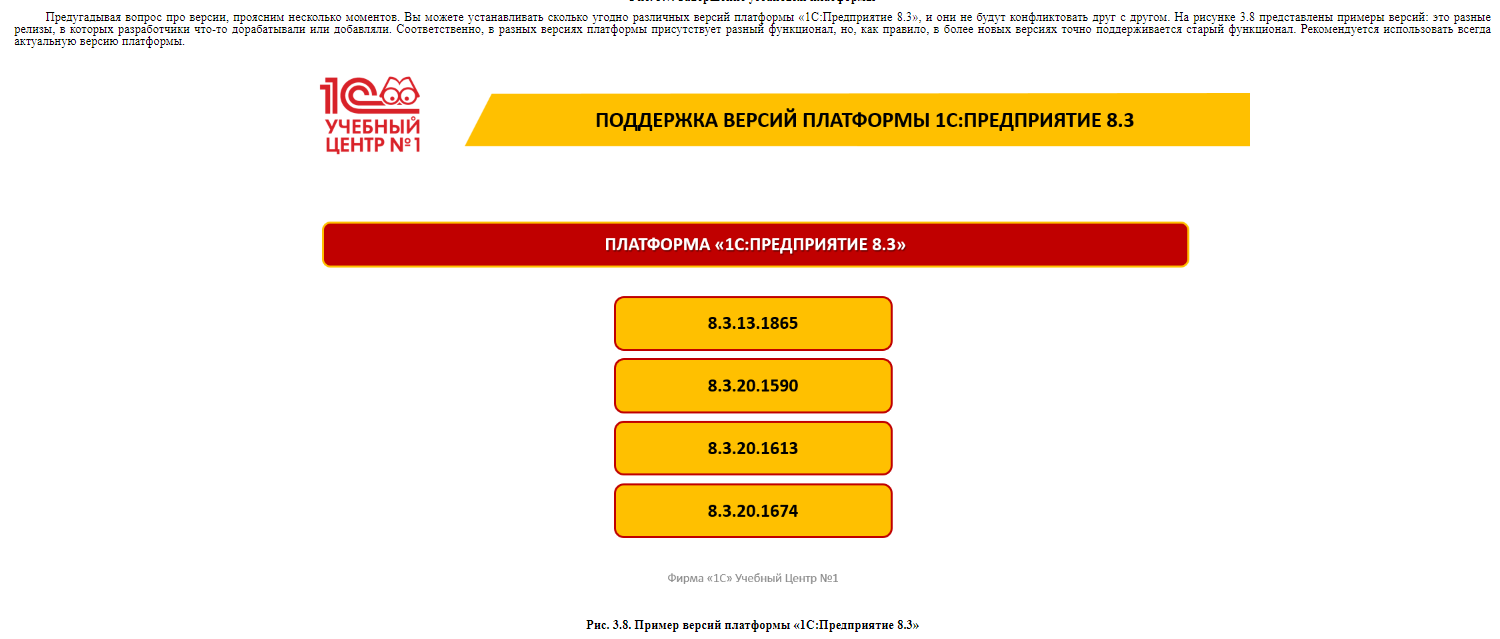 Предугадывая вопрос про версии, проясним несколько моментов. Вы можете устанавливать сколько угодно различных версий платформы «1С:Предприятие 8.3», и они не будут конфликтовать друг с другом. На рисунке 3.8 представлены примеры версий: это разные
релизы, в которых разработчики что-то дорабатывали или добавляли. Соответственно, в разных версиях платформы присутствует разный функционал, но, как правило, в более новых версиях точно поддерживается старый функционал. Рекомендуется использовать всегда
актуальную версию платформы.
1С
УЧЕБНЫЙ
ЦЕНТР №1
ПОДДЕРЖКА ВЕРСИЙ ПЛАТФОРМЫ 1С:ПРЕДПРИЯТИЕ 8.3
ПЛАТФОРМА «1С:ПРЕДПРИЯТИЕ 8.3»
8.3.13.1865
8.3.20.1590
8.3.20.1613
8.3.20.1674
Фирма «1С» Учебный Центр №1
Рис. 3.8. Пример версий платформы «1С:Предприятие 8.3»